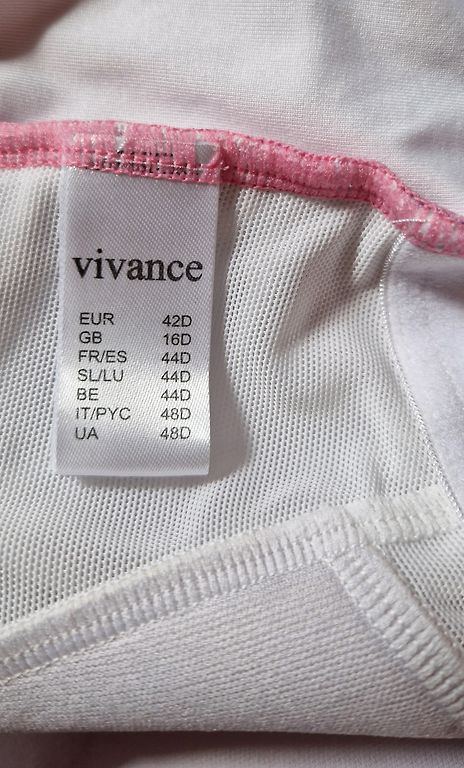 vivance
EUR 42D
GB 16D
FR/ES 44D
SL/LU 44D
BE 44D
IT/PYC 48D
UA 48D